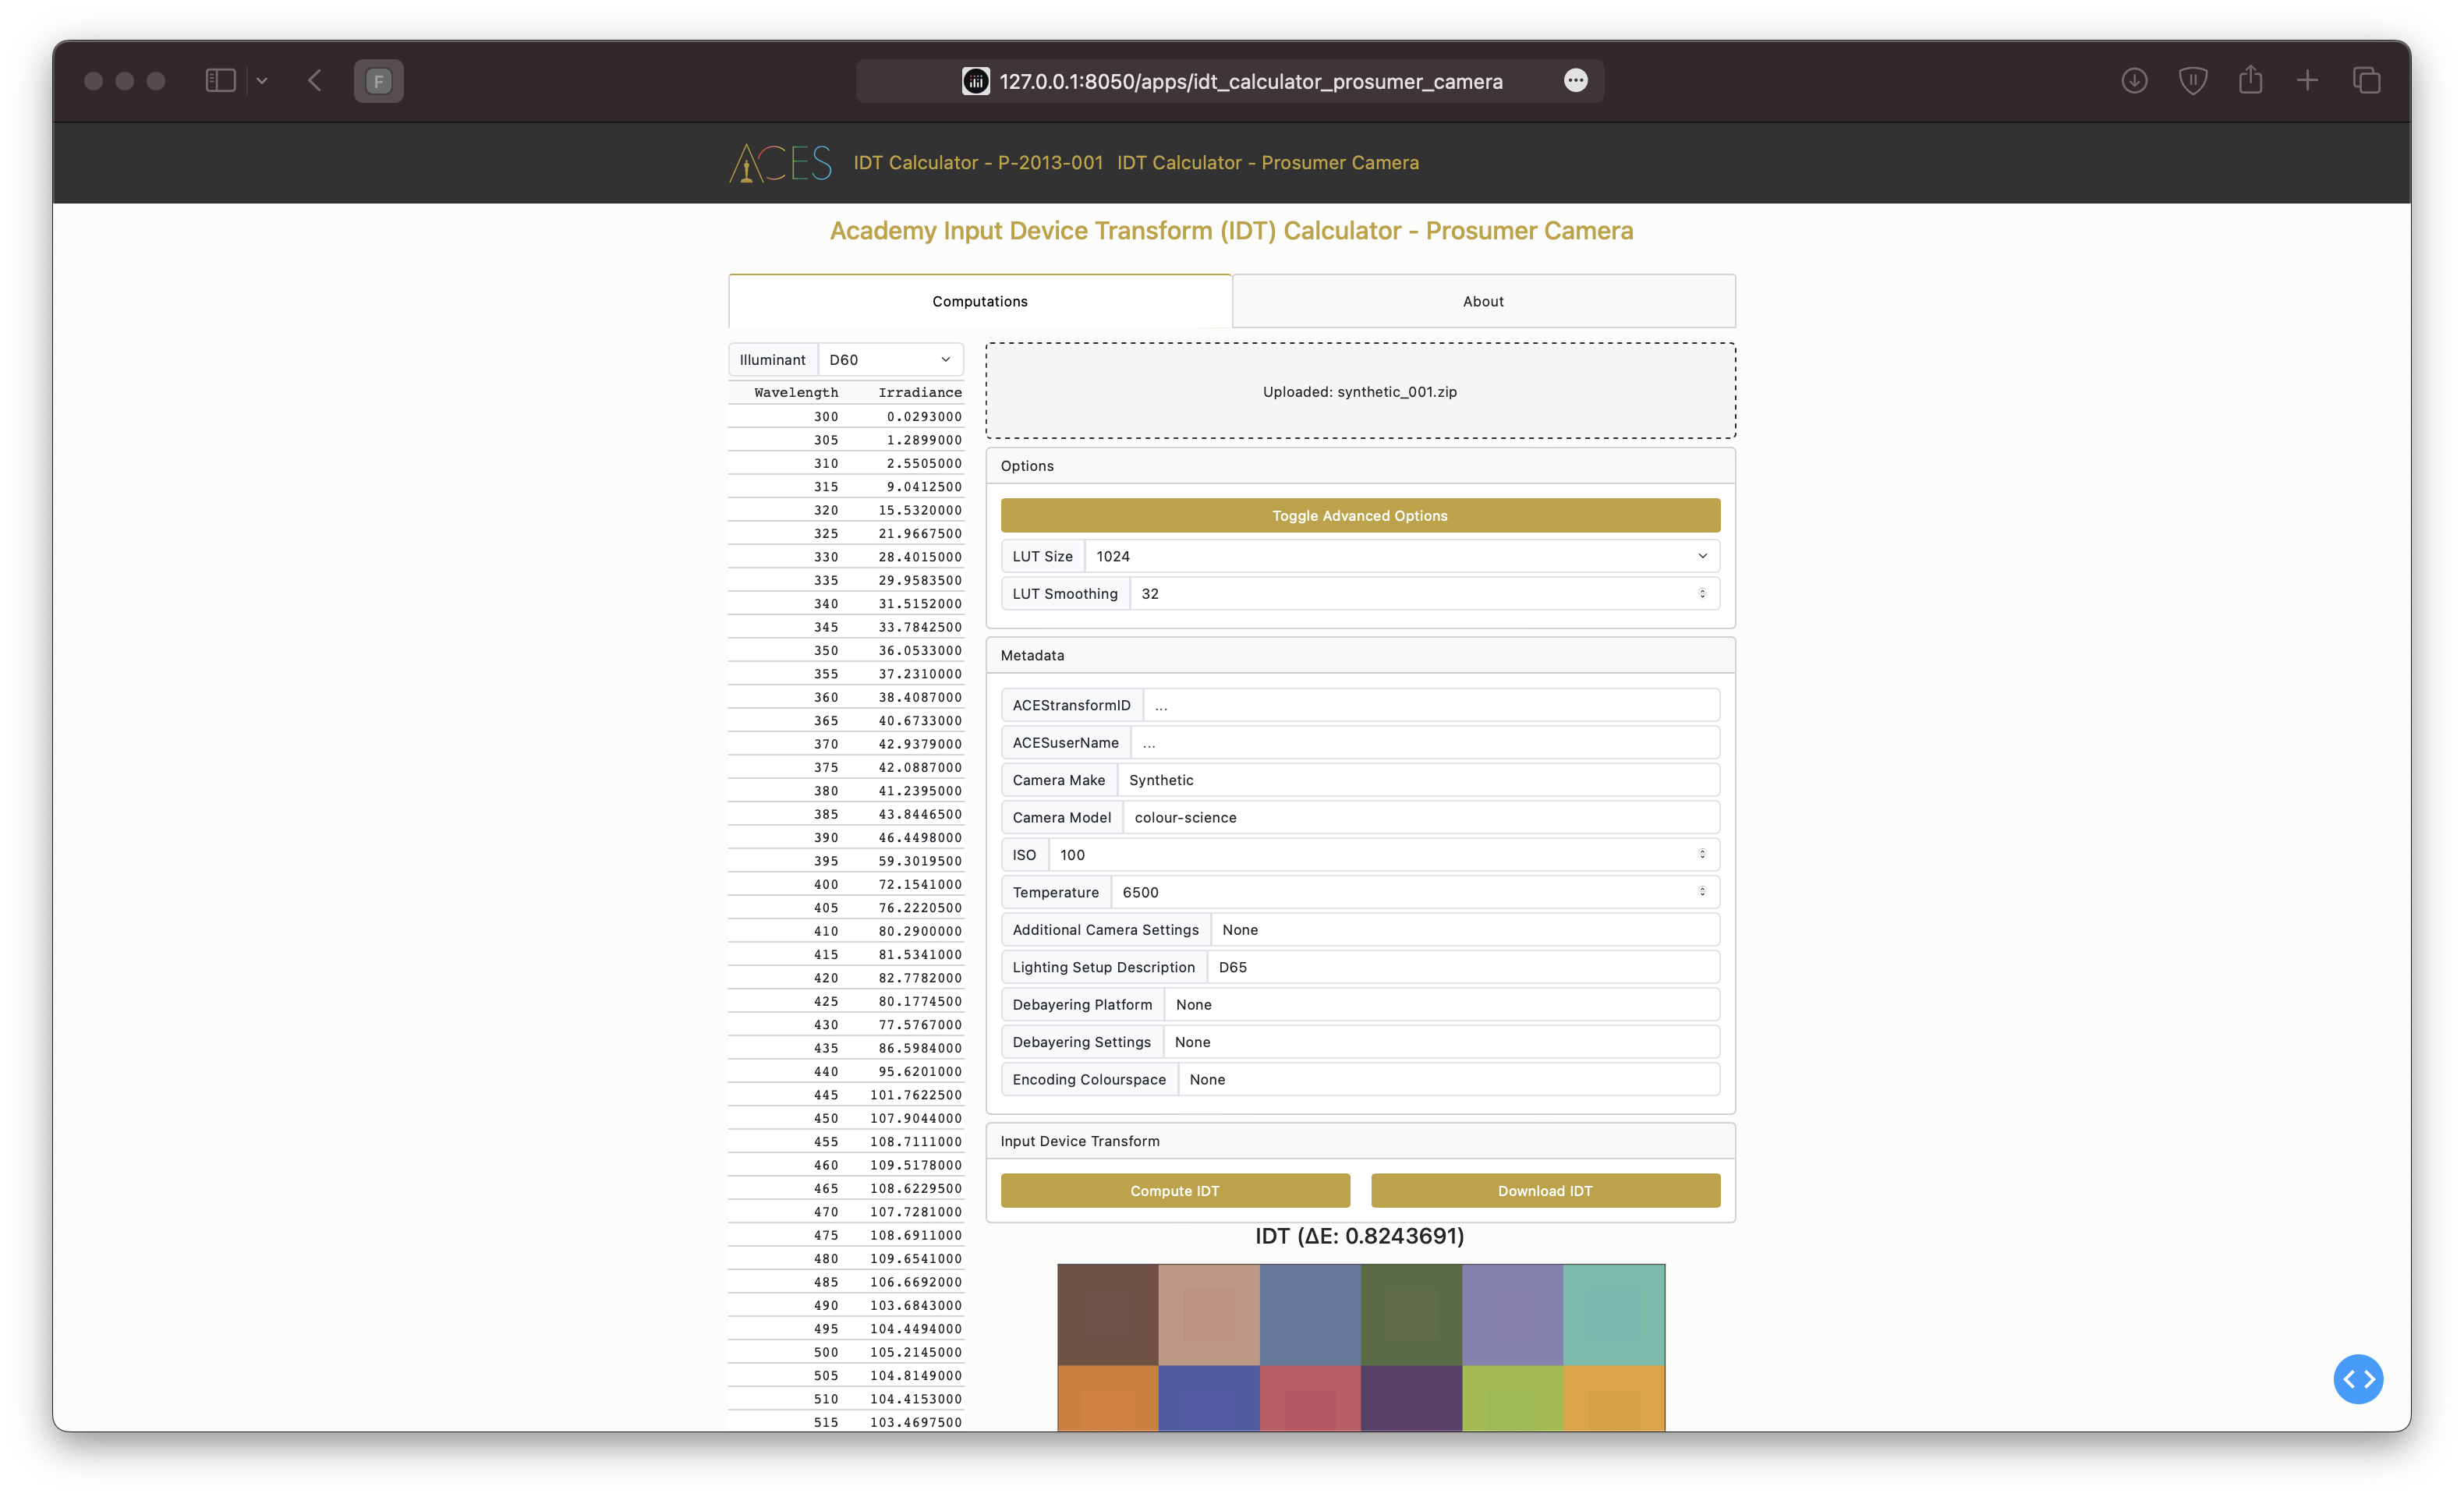 F
127.0.0.1:8050/apps/idt_calculator_prosumer_camera
ACES IDT Calculator - P-2013-001 IDT Calculator - Prosumer Camera
Academy Input Device Transform (IDT) Calculator - Prosumer Camera
Computations
About
Illuminant D60
Wavelength Irradiance
300 0.0293000
305 1.2899000
310 2.5505000
315 9.0412500
320 15.5320000
325 21.9667500
330 28.4015000
335 29.9583500
340 31.5152000
345 33.7842500
350 36.0533000
355 37.2310000
360 38.4087000
365 40.6733000
370 42.9379000
375 42.0887000
380 41.2395000
385 43.8446500
390 46.4498000
395 59.3019500
400 72.1541000
405 76.2220500
410 80.2900000
415 81.5341000
420 82.7782000
425 80.1774500
430 77.5767000
435 86.5984000
440 95.6201000
445 101.7622500
450 107.9044000
455 108.7111000
460 109.5178000
465 108.6229500
470 107.7281000
475 108.6911000
480 109.6541000
485 106.6692000
490 103.6843000
495 104.4494000
500 105.2145000
505 104.8149000
510 104.4153000
515 103.4697500
Uploaded: synthetic_001.zip
Options
Toggle Advanced Options
LUT Size 1024
LUT Smoothing 32
Metadata
ACEStransformID ...
ACESuserName ...
Camera Make Synthetic
Camera Model colour-science
ISO 100
Temperature 6500
Additional Camera Settings None
Lighting Setup Description D65
Debayering Platform None
Debayering Settings None
Encoding Colourspace None
Input Device Transform
Compute IDT
Download IDT
IDT (ΔE: 0.8243691)